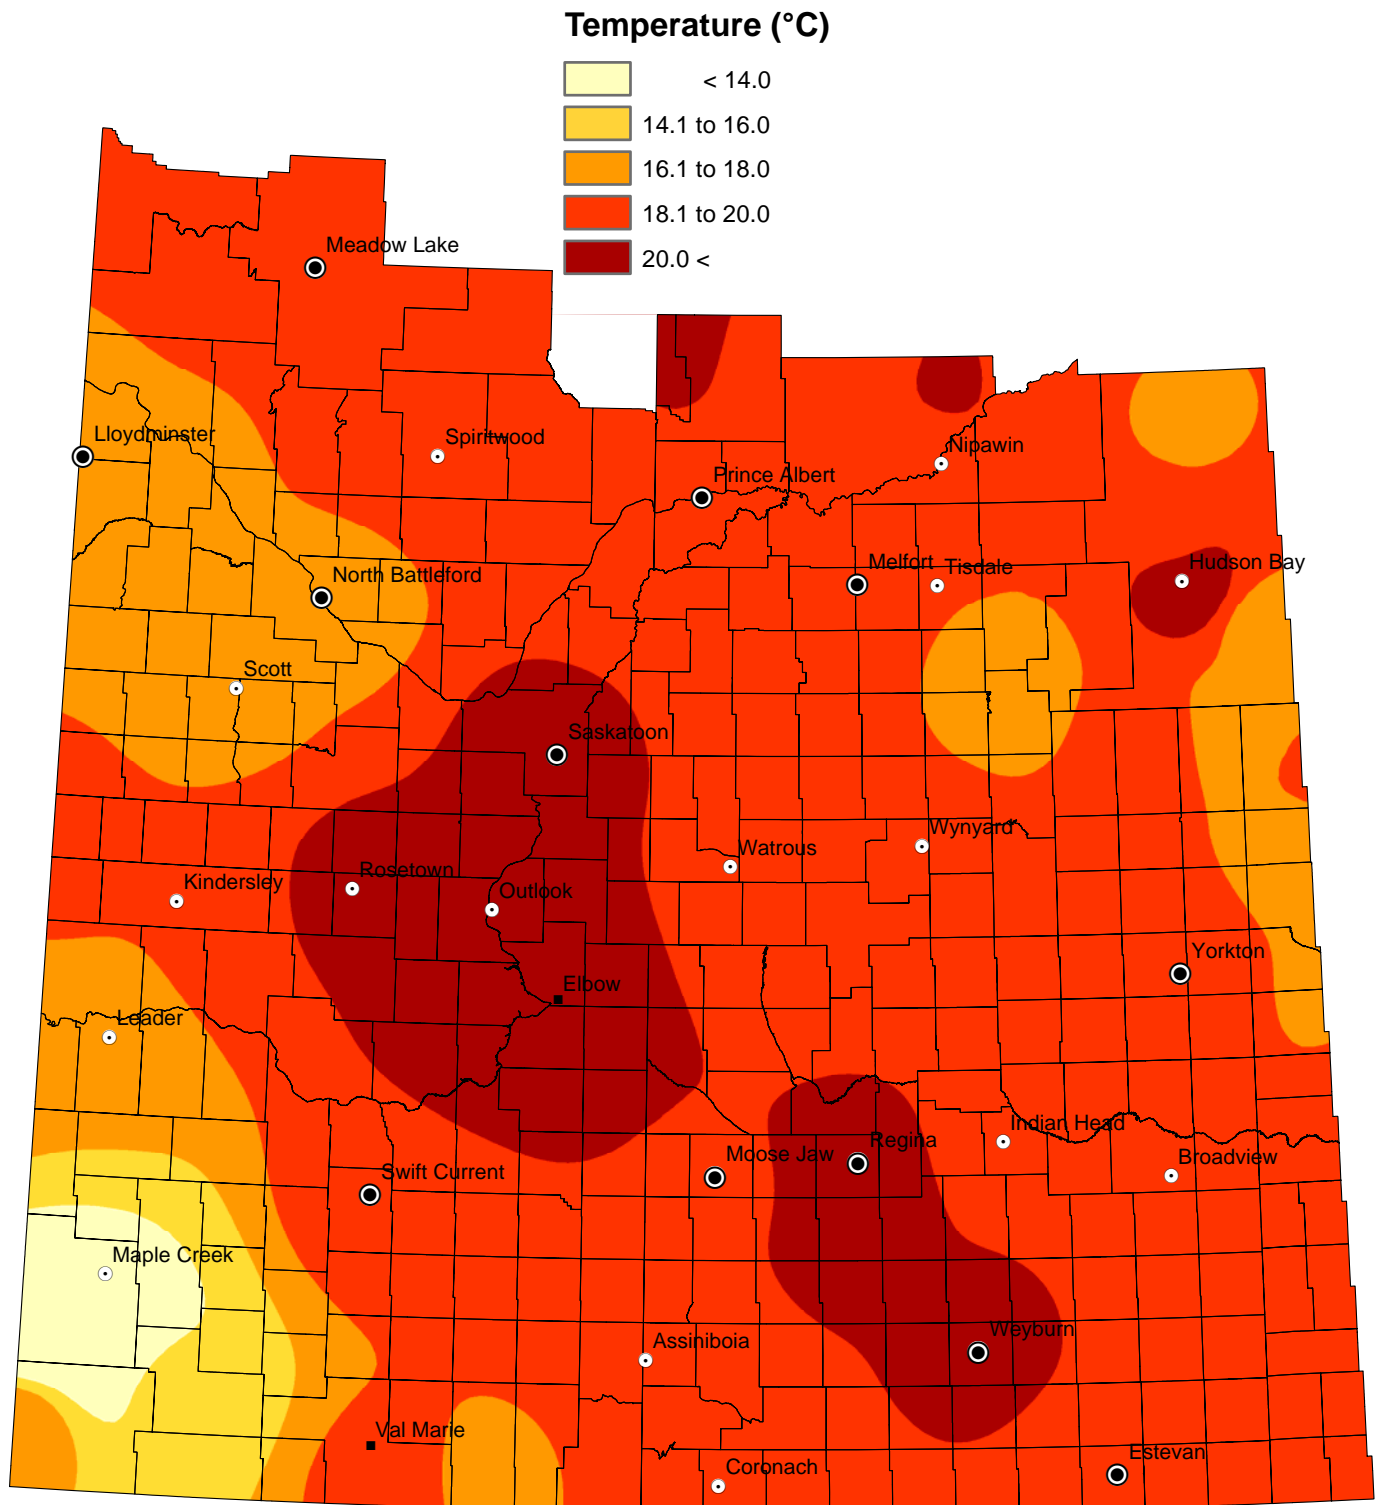 Temperature (°C)
< 14.0
14.1 to 16.0
16.1 to 18.0
18.1 to 20.0
20.0 <
Meadow Lake
Lloydminster
Spiritwood
Nipawin
Prince Albert
Melfort
Tisdale
Hudson Bay
North Battleford
Scott
Saskatoon
Wynyard
Watrous
Rosetown
Kindersley
Outlook
Yorkton
Elbow
Leader
Indian Head
Regina
Moose Jaw
Broadview
Swift Current
Maple Creek
Weyburn
Assiniboia
Val Marie
Estevan
Coronach